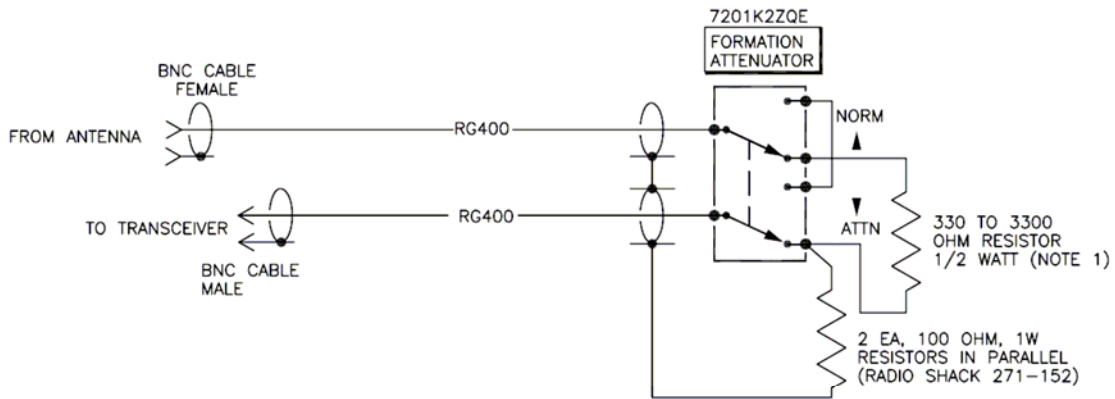 7201K2ZQE
FORMATION
ATTENUATOR
BNC CABLE
FEMALE
FROM ANTENNA
RG400
NORM
ATTN
TO TRANSCEIVER
RG400
BNC CABLE
MALE
330 TO 3300
OHM RESISTOR
1/2 WATT (NOTE 1)
2 EA, 100 OHM, 1W
RESISTORS IN PARALLEL
(RADIO SHACK 271-152)